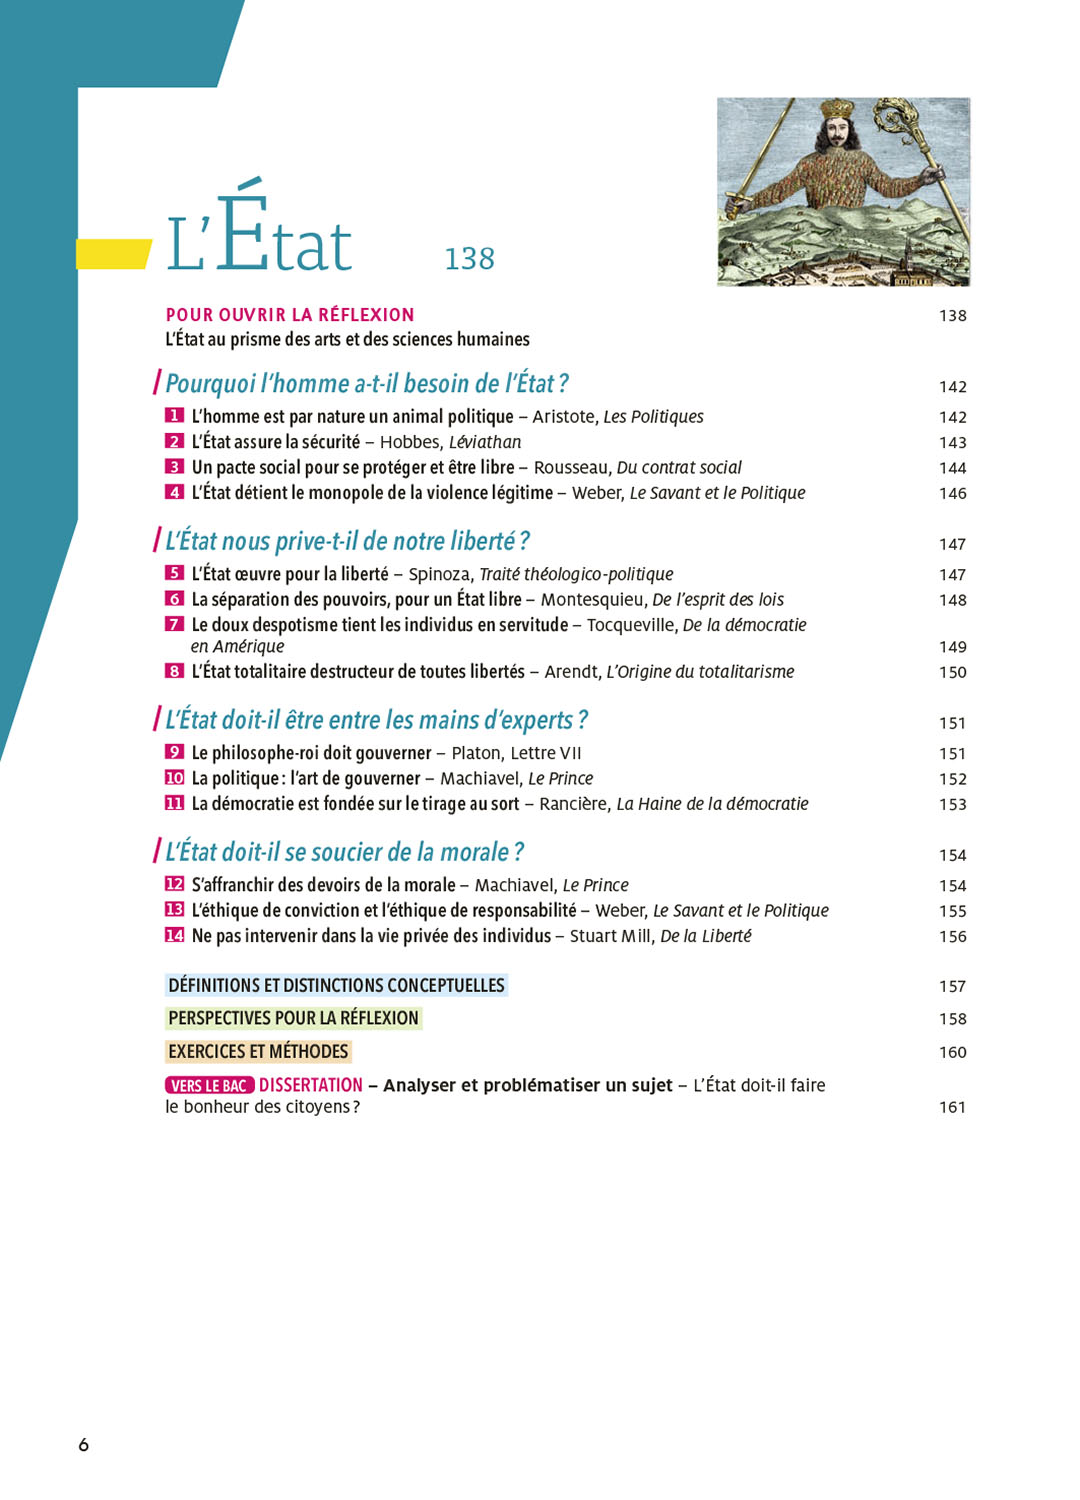 L'État 138
POUR OUVRIR LA RÉFLEXION 138
L'État au prisme des arts et des sciences humaines
Pourquoi l'homme a-t-il besoin de l'État ? 142
1 L'homme est par nature un animal politique – Aristote, Les Politiques 142
2 L'État assure la sécurité – Hobbes, Léviathan 143
3 Un pacte social pour se protéger et être libre – Rousseau, Du contrat social 144
4 L'État détient le monopole de la violence légitime – Weber, Le Savant et le Politique 146
L'État nous prive-t-il de notre liberté ? 147
5 L'État œuvre pour la liberté – Spinoza, Traité théologico-politique 147
6 La séparation des pouvoirs, pour un État libre – Montesquieu, De l'esprit des lois 148
7 Le doux despotisme tient les individus en servitude – Tocqueville, De la démocratie
en Amérique 149
8 L'État totalitaire destructeur de toutes libertés – Arendt, L'Origine du totalitarisme 150
L'État doit-il être entre les mains d'experts ? 151
9 Le philosophe-roi doit gouverner – Platon, Lettre VII 151
10 La politique : l'art de gouverner – Machiavel, Le Prince 152
11 La démocratie est fondée sur le tirage au sort – Rancière, La Haine de la démocratie 153
L'État doit-il se soucier de la morale ? 154
12 S'affranchir des devoirs de la morale – Machiavel, Le Prince 154
13 L'éthique de conviction et l'éthique de responsabilité – Weber, Le Savant et le Politique 155
14 Ne pas intervenir dans la vie privée des individus – Stuart Mill, De la Liberté 156
DÉFINITIONS ET DISTINCTIONS CONCEPTUELLES 157
PERSPECTIVES POUR LA RÉFLEXION 158
EXERCICES ET MÉTHODES 160
VERS LE BAC DISSERTATION – Analyser et problématiser un sujet – L'État doit-il faire
le bonheur des citoyens ? 161
6